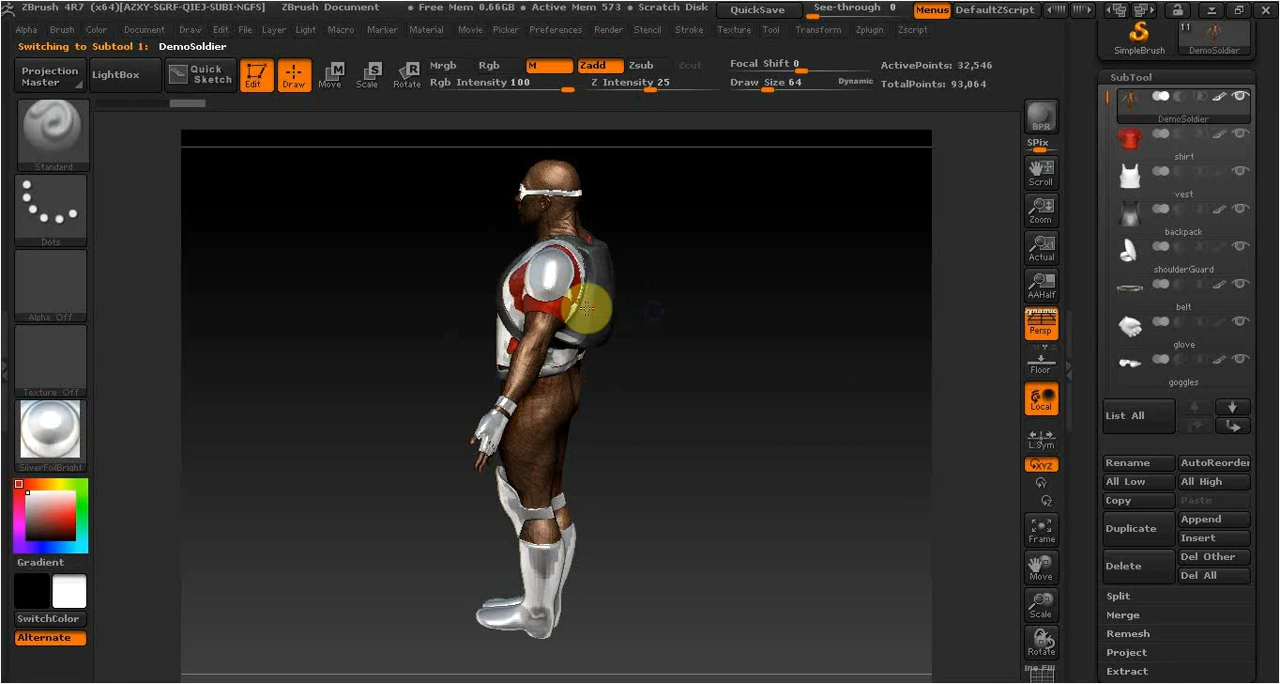 ZBrush 4R7 (x64)[AZXY-SGRF-QIEJ-SUBI-NGFS] ZBrush Document • Free Mem 0.66GB • Active Mem 573 • Scratch Disk QuickSave See-through 0 Menus DefaultZScript
Alpha Brush Color Document Draw Edit File Layer Light Macro Marker Material Movie Picker Preferences Render Stencil Stroke Texture Tool Transform Zplugin Zscript
Switching to Subtool 1: DemoSoldier
Projection Master
LightBox
Quick Sketch
Edit
Draw
Move
Scale
Rotate
Mrgb Rgb M Zadd Zsub Zcut
Rgb Intensity 100 Z Intensity 25
Focal Shift 0
Draw Size 64 Dynamic
ActivePoints: 32,546
TotalPoints: 93,064
Standard
Dots
Alpha Off
Texture Off
SilverFoilBright
Gradient
SwitchColor
Alternate
BPR
SPix
Scroll
Zoom
Actual
AAHalf
Dynamic
Persp
Floor
Local
L.Sym
XYZ
Frame
Move
Scale
Rotate
Line Fill
SimpleBrush
11
DemoSoldier
SubTool
DemoSoldier
shirt
vest
backpack
shoulderGuard
belt
glove
goggles
List All
Rename AutoReorder
All Low All High
Copy Paste
Duplicate
Append
Insert
Delete
Del Other
Del All
Split
Merge
Remesh
Project
Extract